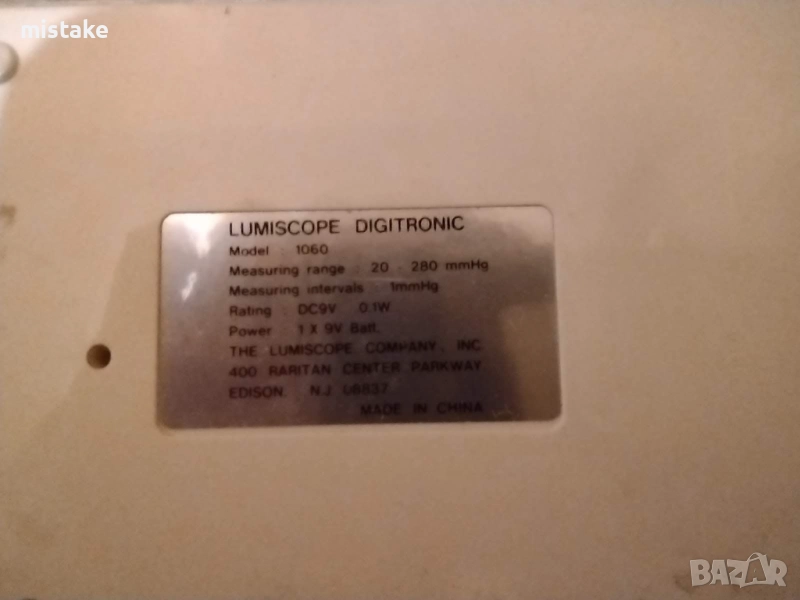 mistake
LUMISCOPE DIGITRONIC
Model : 1060
Measuring range : 20 - 280 mmHg
Measuring intervals : 1mmHg
Rating : DC9V 0.1W
Power : 1 X 9V Batt.
THE LUMISCOPE COMPANY, INC.
400 RARITAN CENTER PARKWAY
EDISON, N.J. 08837
MADE IN CHINA
BAZAR